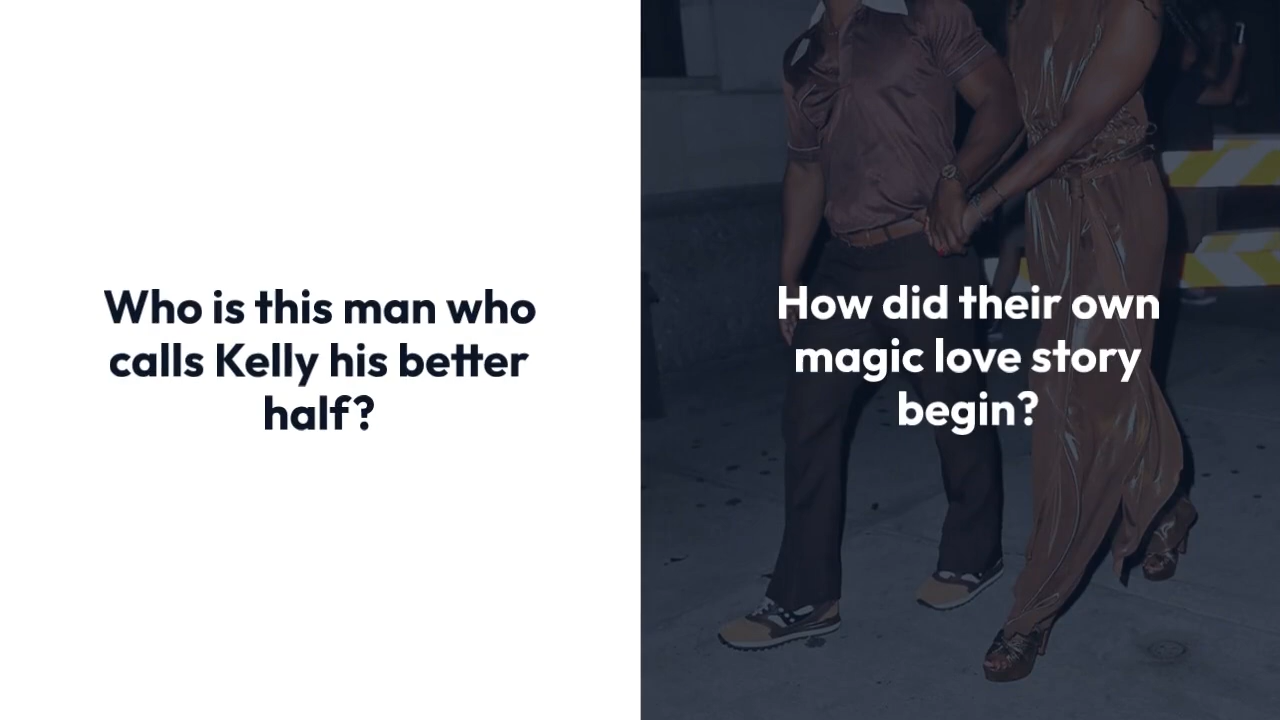 Who is this man who
calls Kelly his better
half?
How did their own
magic love story
begin?